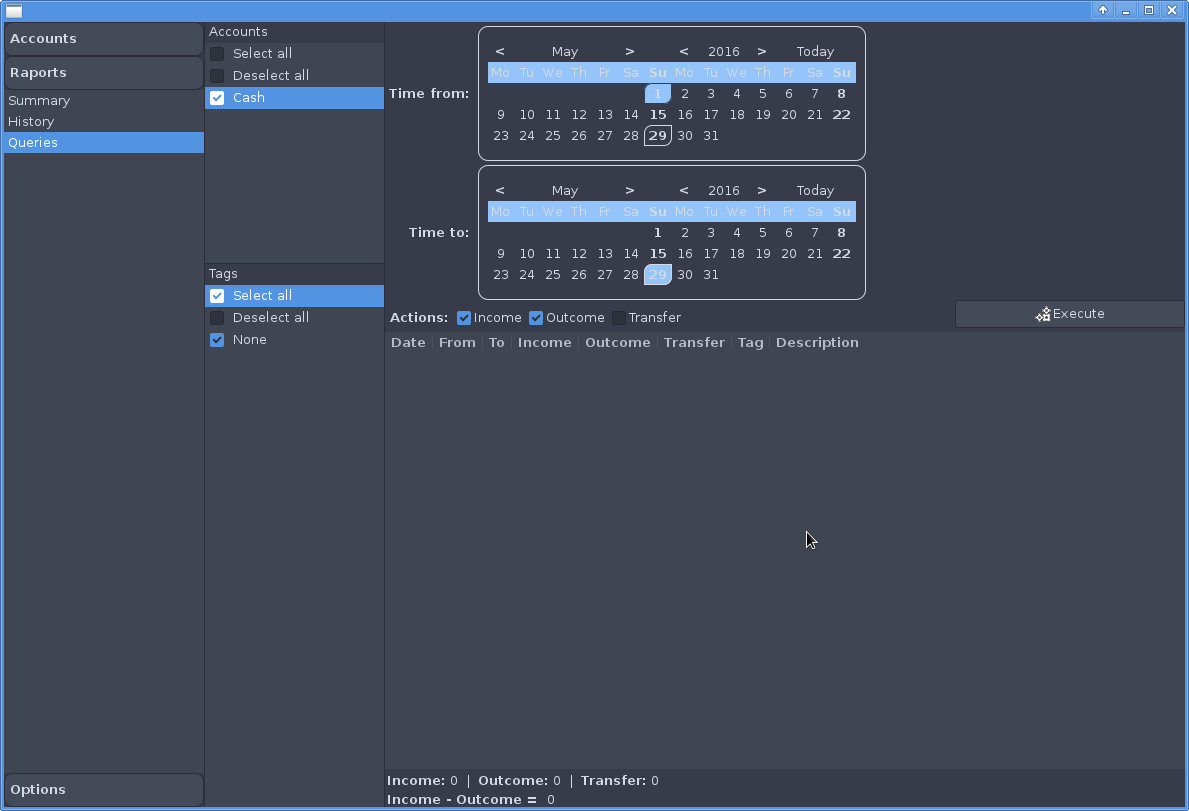 Accounts
Raports
Summary
History
Queries
Options
Accounts
Select all
Deselect all
Cash
Tags
Select all
Deselect all
None
Time from:
< May > < 2016 > Today
Mo Tu We Th Fr Sa Su Mo Tu We Th Fr Sa Su
1 2 3 4 5 6 7 8
9 10 11 12 13 14 15 16 17 18 19 20 21 22
23 24 25 26 27 28 29 30 31
Time to:
< May > < 2016 > Today
Mo Tu We Th Fr Sa Su Mo Tu We Th Fr Sa Su
1 2 3 4 5 6 7 8
9 10 11 12 13 14 15 16 17 18 19 20 21 22
23 24 25 26 27 28 29 30 31
Actions: Income Outcome Transfer
Execute
Date From To Income Outcome Transfer Tag Description
Income: 0 | Outcome: 0 | Transfer: 0
Income - Outcome = 0